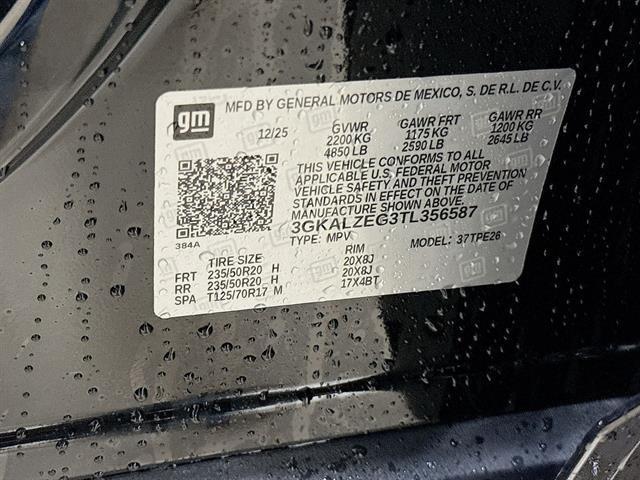 gm
MFD BY GENERAL MOTORS DE MEXICO, S. DE R.L. DE C.V.
12/25 GVWR GAWR FRT GAWR RR
2200 KG 1175 KG 1200 KG
4850 LB 2590 LB 2645 LB
THIS VEHICLE CONFORMS TO ALL
APPLICABLE U.S. FEDERAL MOTOR
VEHICLE SAFETY AND THEFT PREVENTION
STANDARDS IN EFFECT ON THE DATE OF
MANUFACTURE SHOWN ABOVE.
3GKALZEG3TL356587
384A
TYPE: MPV MODEL: 37TPE26
TIRE SIZE RIM
FRT 235/50R20 H 20X8J
RR 235/50R20 H 20X8J
SPA T125/70R17 M 17X4BT